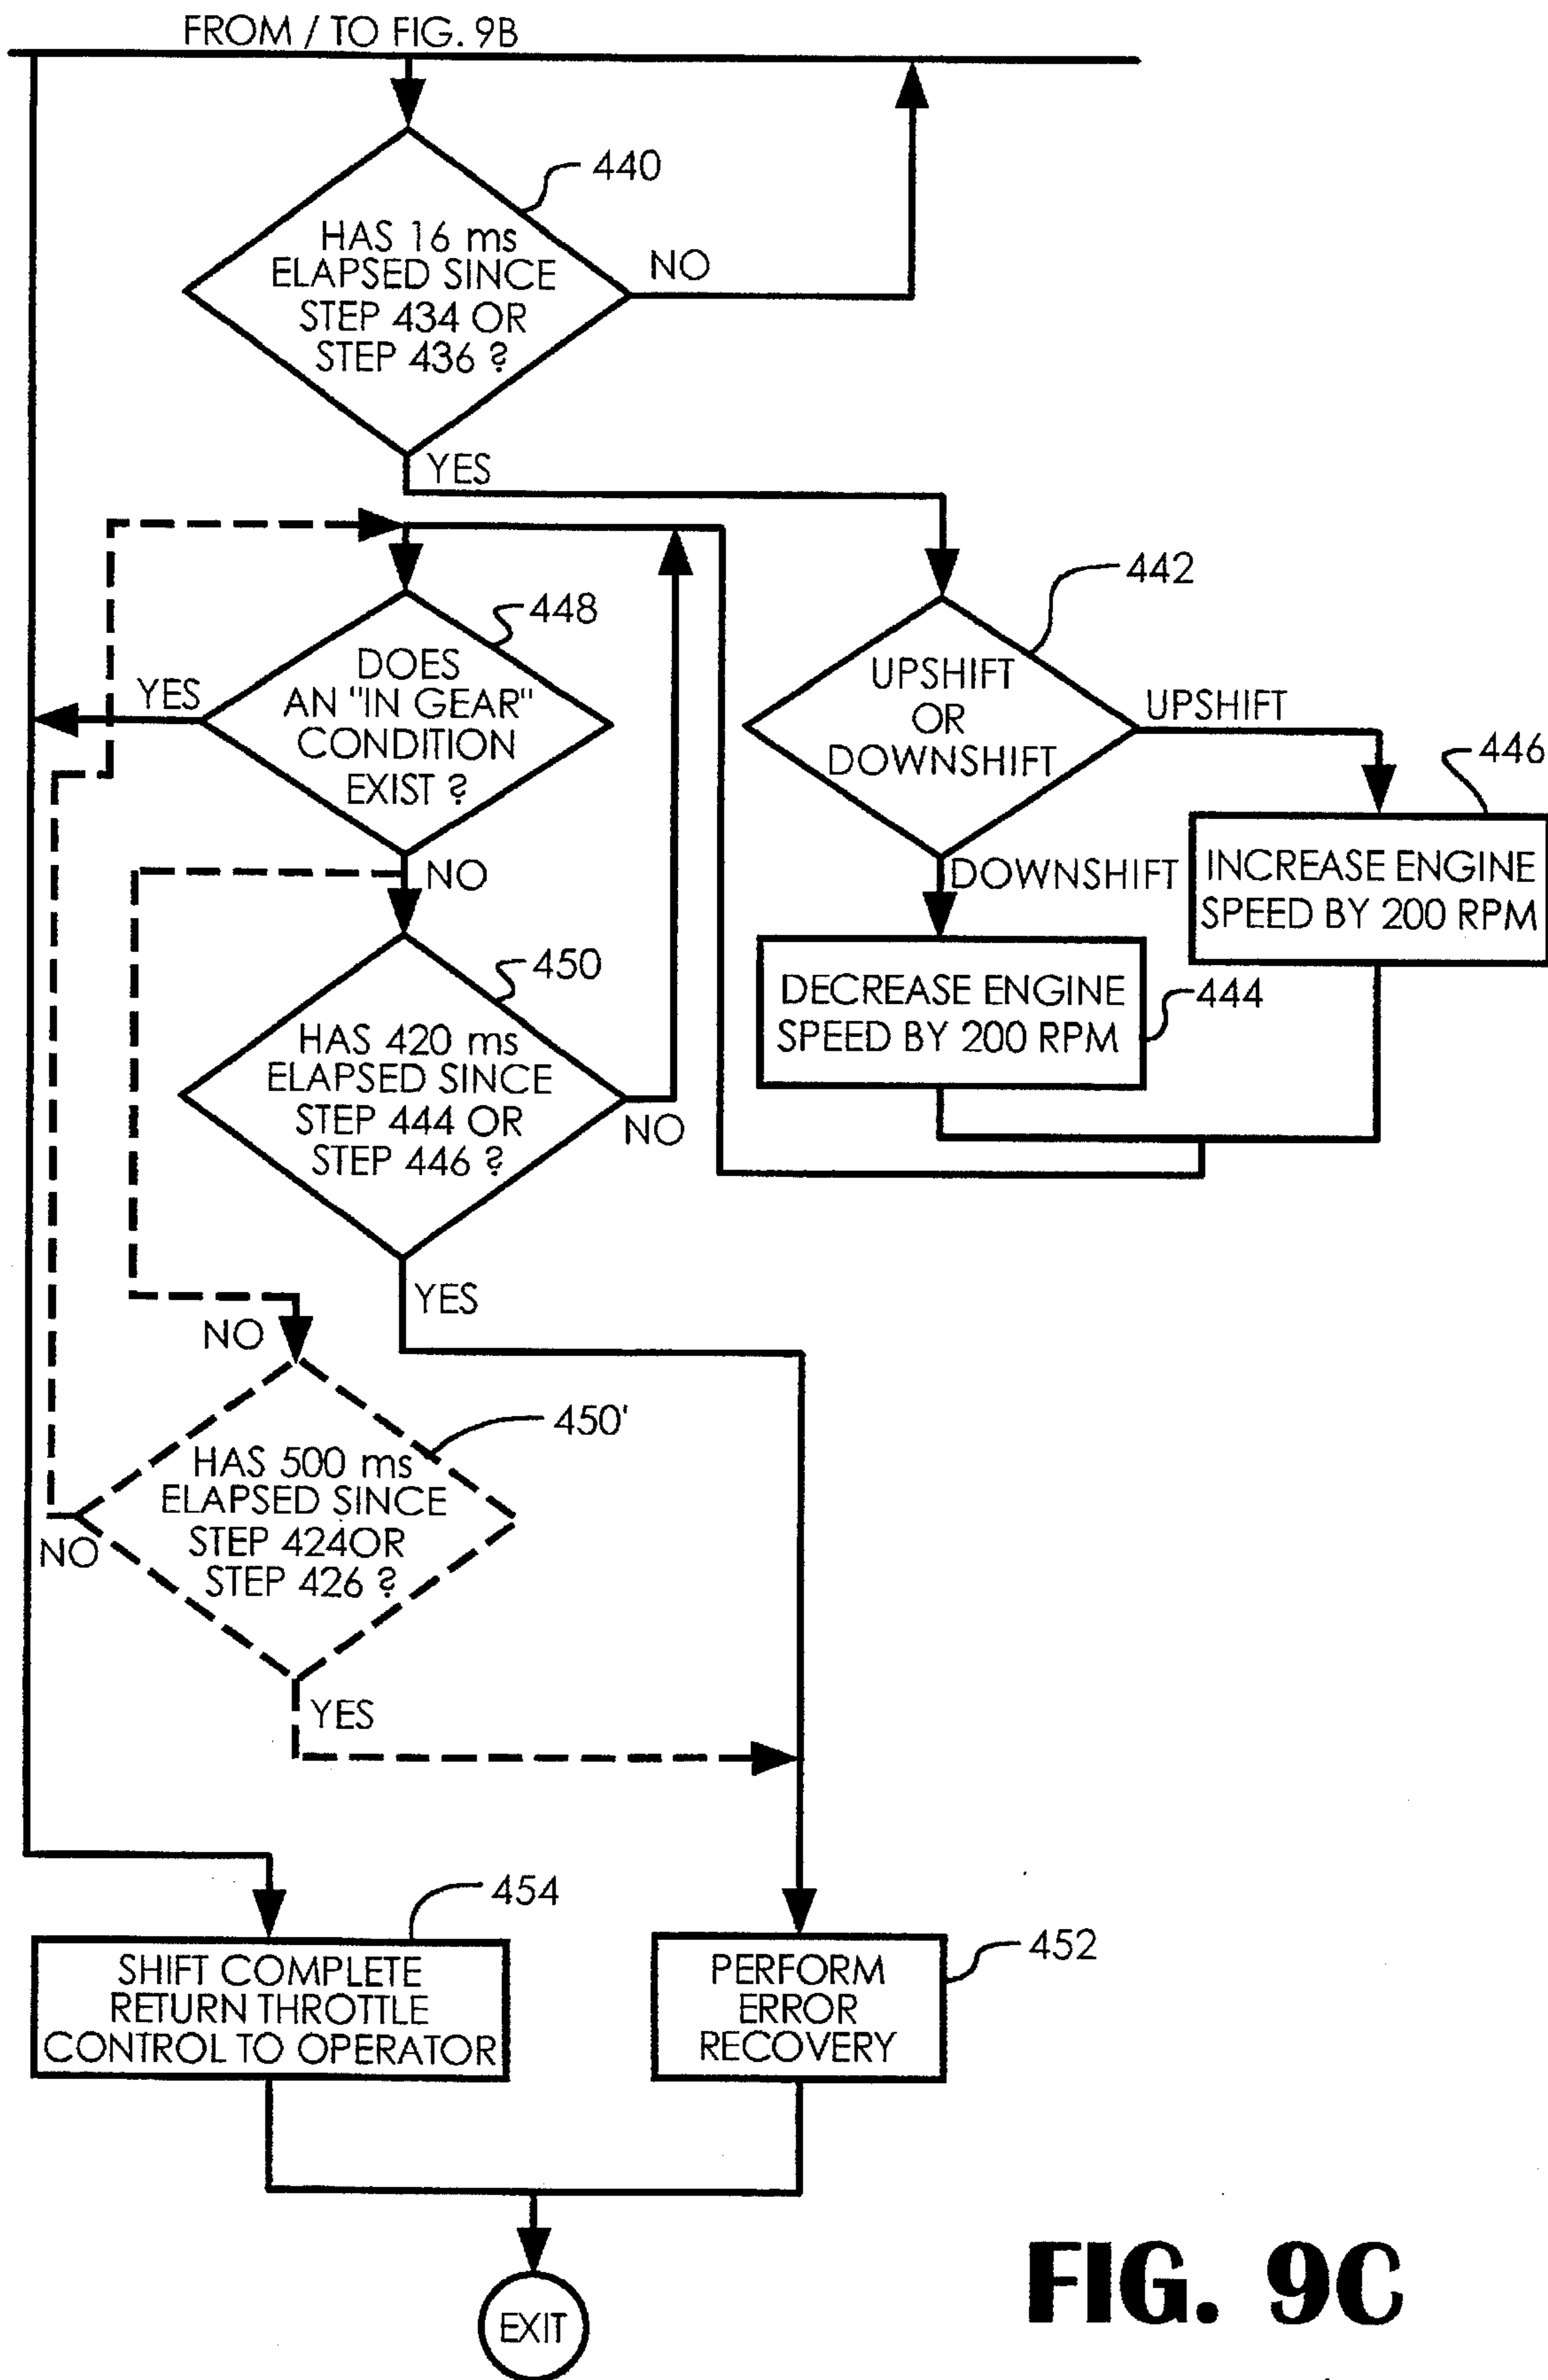 FROM / TO FIG. 9B
440
HAS 16 ms
ELAPSED SINCE
STEP 434 OR
STEP 436 ?
NO
YES
442
448
DOES
AN "IN GEAR"
CONDITION
EXIST ?
YES
NO
UPSHIFT
OR
DOWNSHIFT
UPSHIFT
446
INCREASE ENGINE
SPEED BY 200 RPM
DOWNSHIFT
DECREASE ENGINE
SPEED BY 200 RPM
444
450
HAS 420 ms
ELAPSED SINCE
STEP 444 OR
STEP 446 ?
NO
YES
NO
450'
HAS 500 ms
ELAPSED SINCE
STEP 424OR
STEP 426 ?
NO
YES
454
SHIFT COMPLETE
RETURN THROTTLE
CONTROL TO OPERATOR
452
PERFORM
ERROR
RECOVERY
EXIT
FIG. 9C